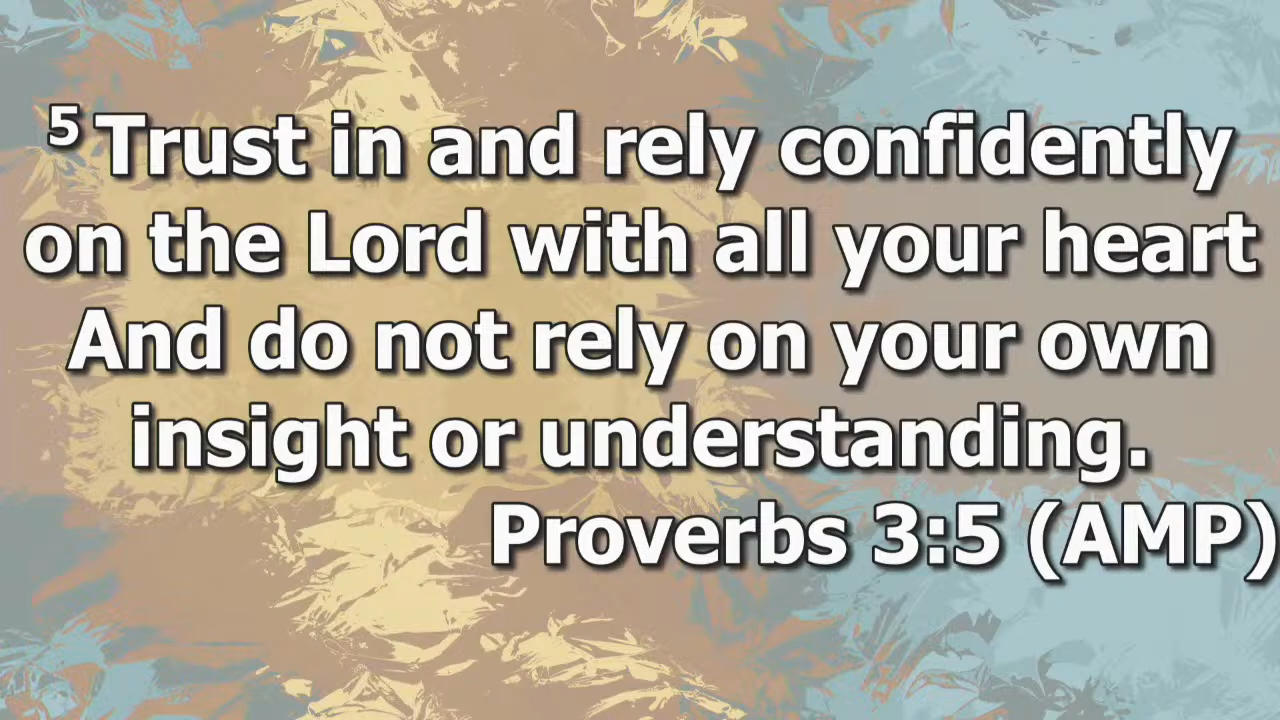 ⁵ Trust in and rely confidently
on the Lord with all your heart
And do not rely on your own
insight or understanding.
Proverbs 3:5 (AMP)